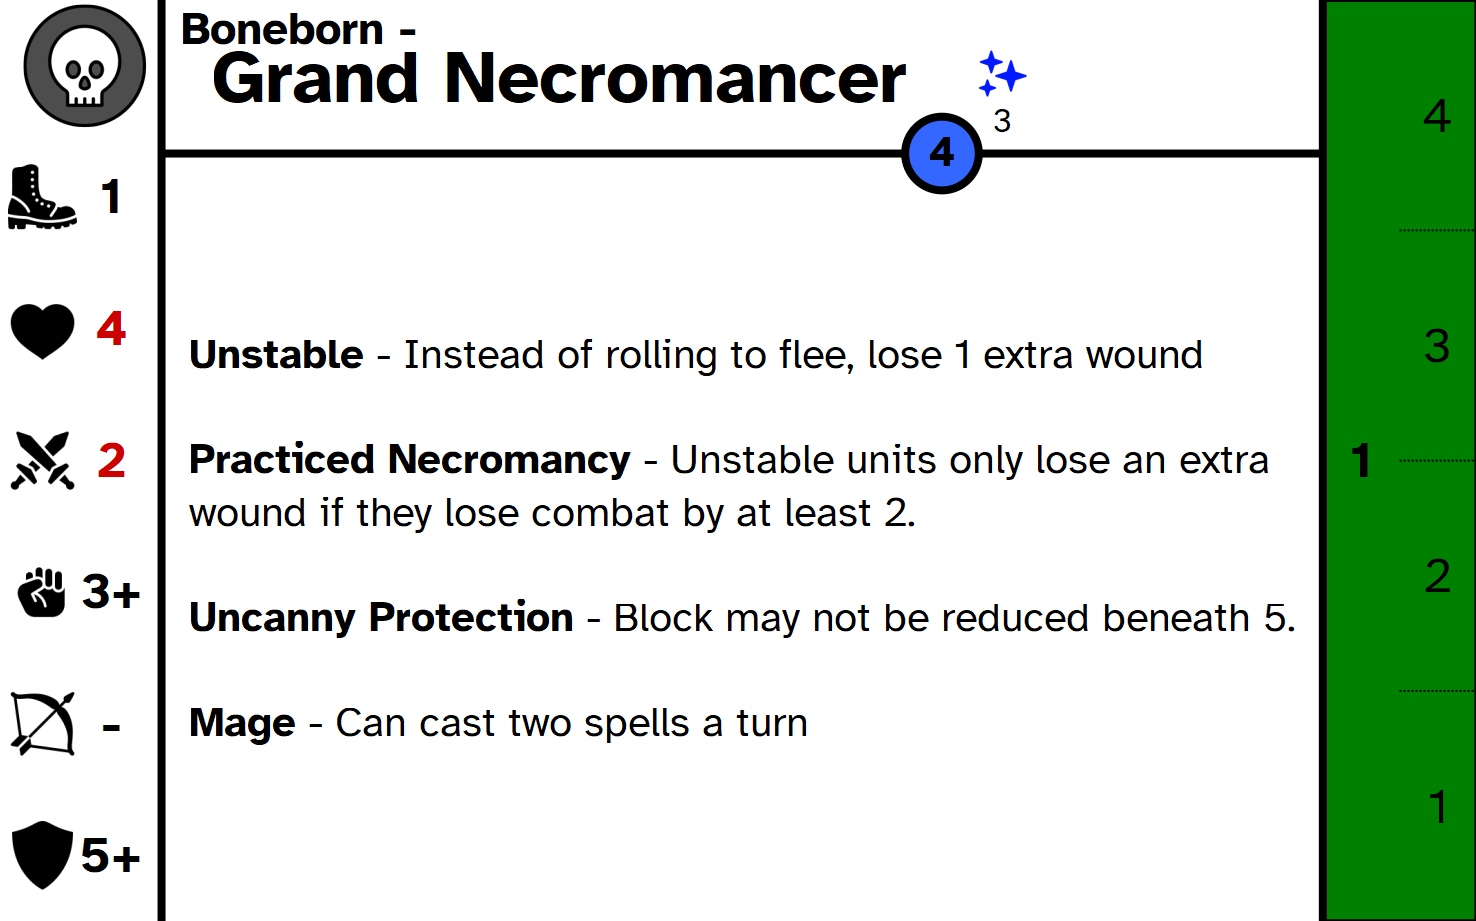 Boneborn -
Grand Necromancer
3
4
1
4
2
3+
-
5+
Unstable - Instead of rolling to flee, lose 1 extra wound
Practiced Necromancy - Unstable units only lose an extra
wound if they lose combat by at least 2.
Uncanny Protection - Block may not be reduced beneath 5.
Mage - Can cast two spells a turn
1
4
3
2
1